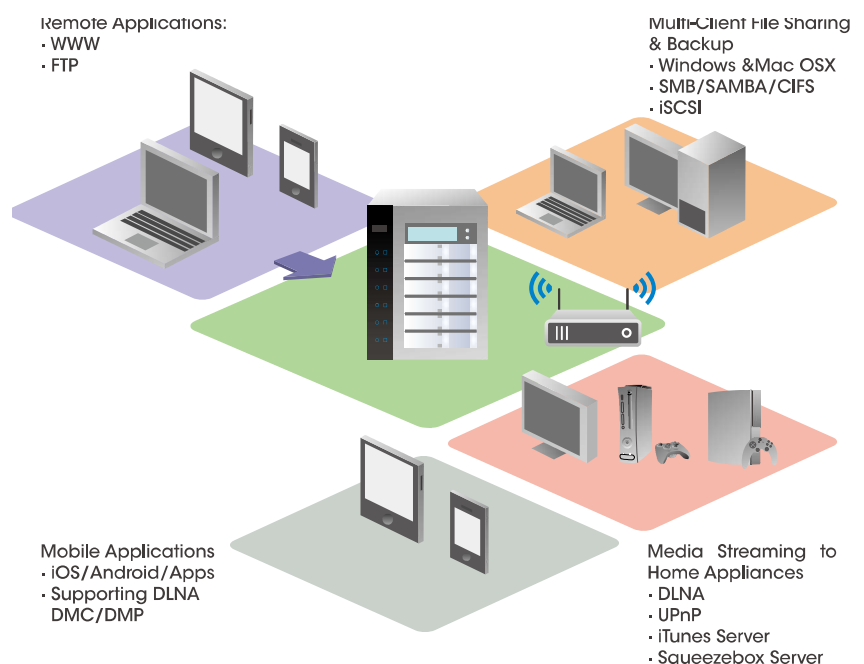 Remote Applications:
· WWW
· FTP
Multi-Client File Sharing
& Backup
· Windows &Mac OSX
· SMB/SAMBA/CIFS
· iSCSI
Mobile Applications
· iOS/Android/Apps
· Supporting DLNA
DMC/DMP
Media Streaming to
Home Appliances
· DLNA
· UPnP
· iTunes Server
· Squeezebox Server